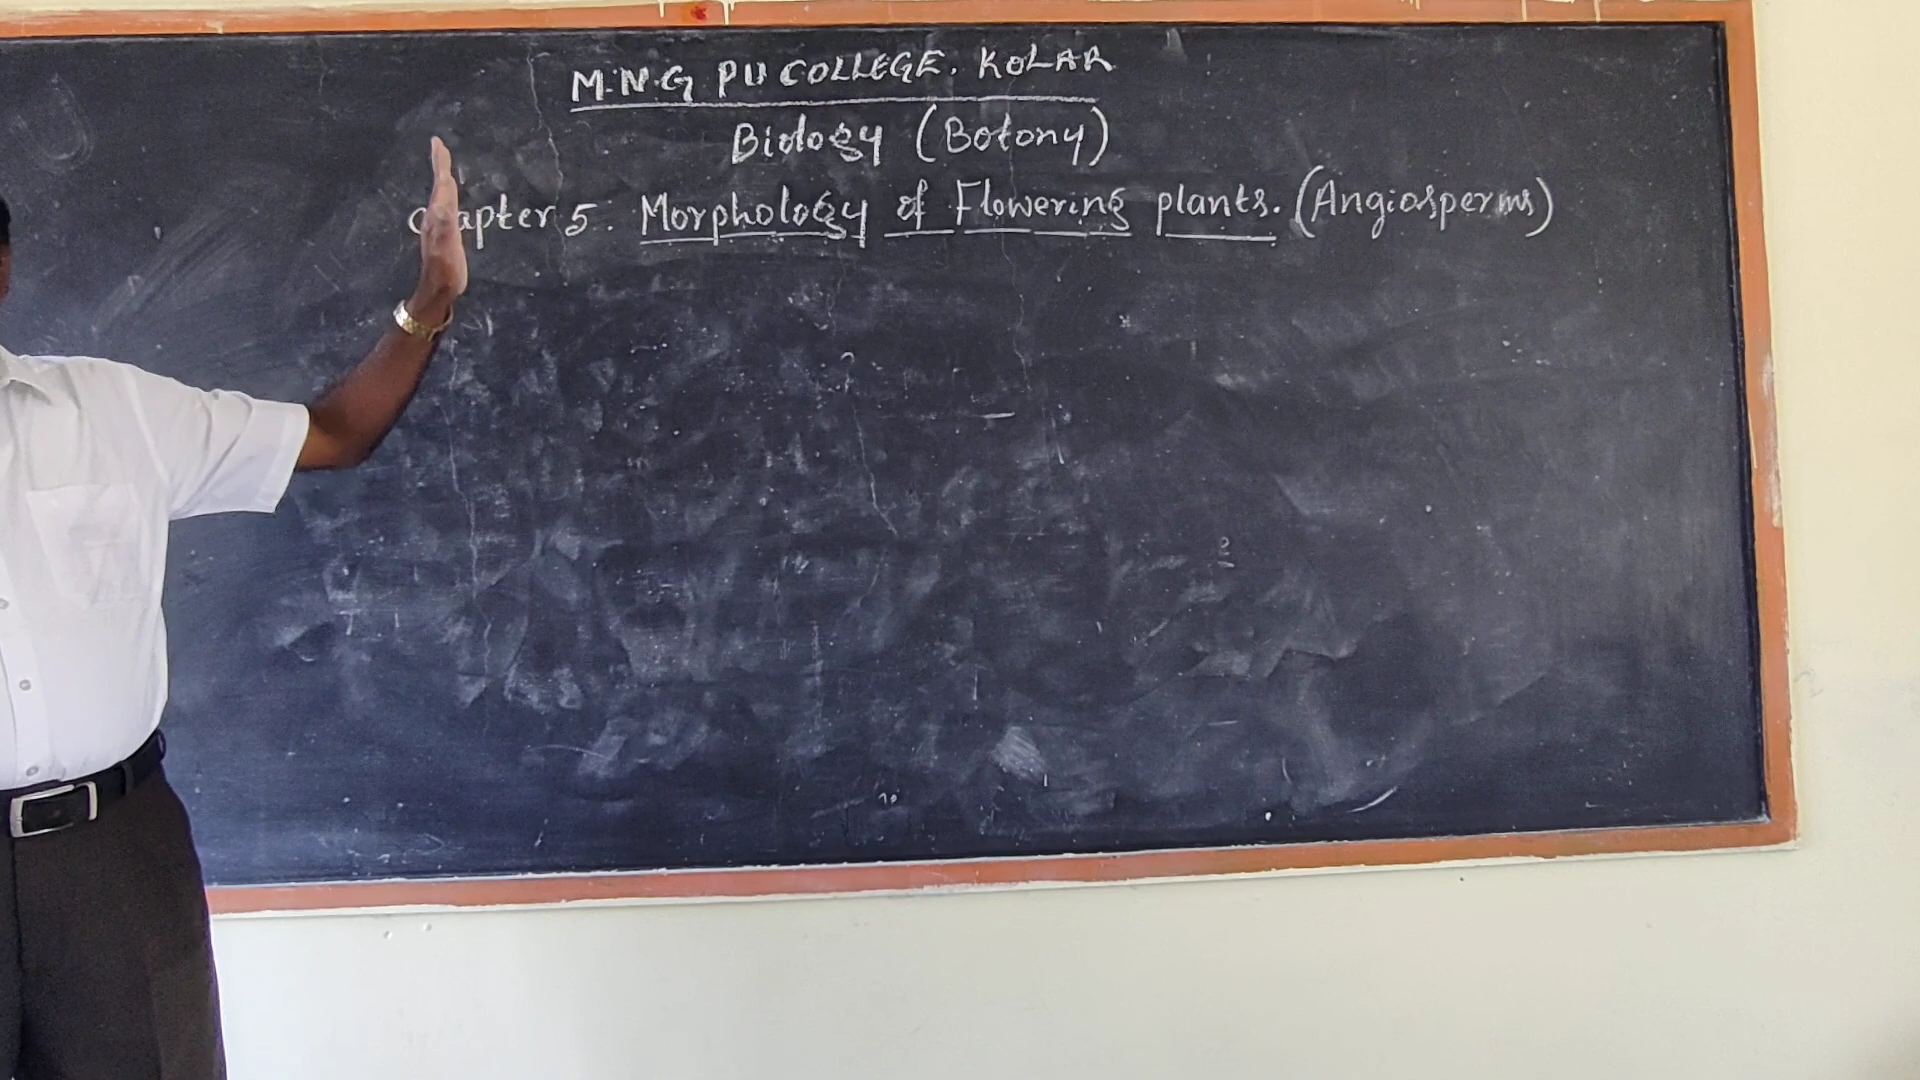 M.N.G PU COLLEGE. KOLAR
Biology (Botony)
Chapter 5. Morphology of Flowering plants. (Angiosperms)